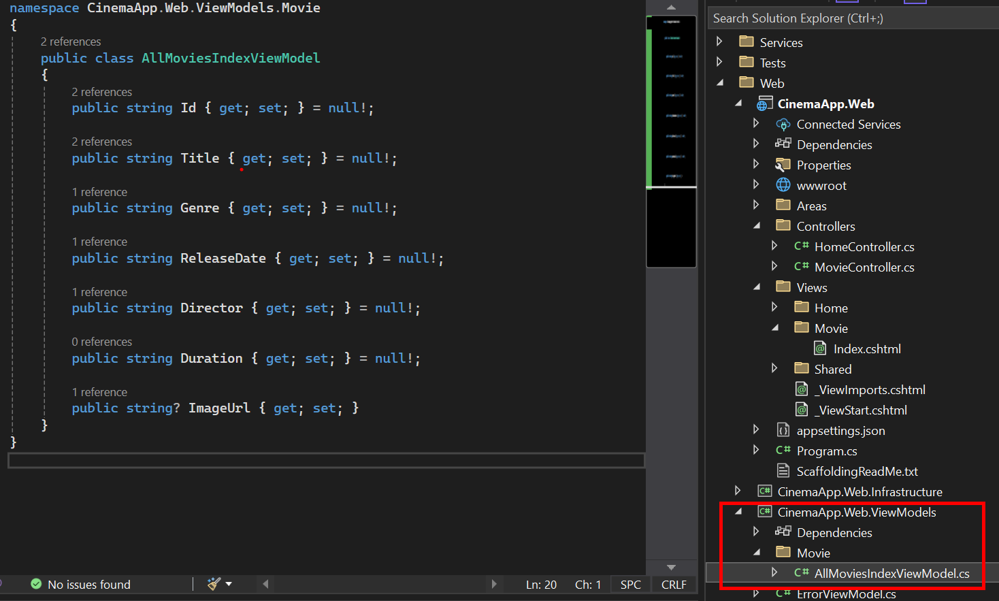 namespace CinemaApp.Web.ViewModels.Movie
{
2 references
public class AllMoviesIndexViewModel
{
2 references
public string Id { get; set; } = null!;
2 references
public string Title { get; set; } = null!;
1 reference
public string Genre { get; set; } = null!;
1 reference
public string ReleaseDate { get; set; } = null!;
1 reference
public string Director { get; set; } = null!;
0 references
public string Duration { get; set; } = null!;
1 reference
public string? ImageUrl { get; set; }
}
}
No issues found
Ln: 20
Ch: 1
SPC
CRLF
Search Solution Explorer (Ctrl+;)
Services
Tests
Web
CinemaApp.Web
Connected Services
Dependencies
Properties
wwwroot
Areas
Controllers
C# HomeController.cs
C# MovieController.cs
Views
Home
Movie
Index.cshtml
Shared
_ViewImports.cshtml
_ViewStart.cshtml
appsettings.json
C# Program.cs
ScaffoldingReadMe.txt
C# CinemaApp.Web.Infrastructure
C# CinemaApp.Web.ViewModels
Dependencies
Movie
C# AllMoviesIndexViewModel.cs
C# ErrorViewModel.cs